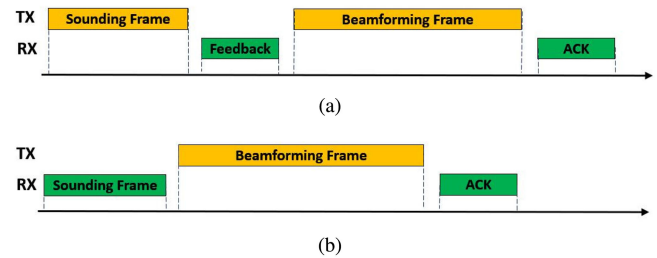 TX Sounding Frame Beamforming Frame
RX Feedback ACK
(a)
TX Beamforming Frame
RX Sounding Frame ACK
(b)